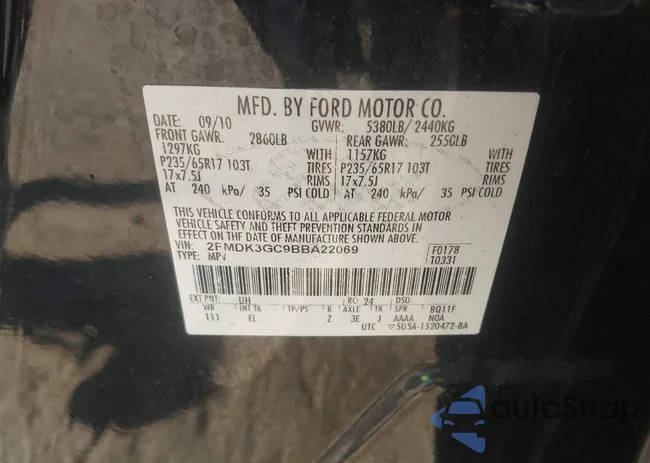 MFD. BY FORD MOTOR CO.
DATE: 09/10 GVWR: 5380LB/ 2440KG
FRONT GAWR: 2860LB REAR GAWR: 2550LB
1297KG WITH 1157KG WITH
P235/65R17 103T TIRES P235/65R17 103T TIRES
17x7.5J RIMS 17x7.5J RIMS
AT 240 kPa/ 35 PSI COLD AT 240 kPa/ 35 PSI COLD
THIS VEHICLE CONFORMS TO ALL APPLICABLE FEDERAL MOTOR
VEHICLE SAFETY AND THEFT PREVENTION STANDARDS IN
EFFECT ON THE DATE OF MANUFACTURE SHOWN ABOVE.
VIN: 2FMDK3GC9BBA22069 F0178
TYPE: MPV T0331
EXT PNT: UH RC: 24 DSO:
WB INT TR TP/PS R AXLE TR SPR BQ11F
111 EL Z 3E J AAAA N0A
UTC ▽5U5A-1520472-BA
autoSnap